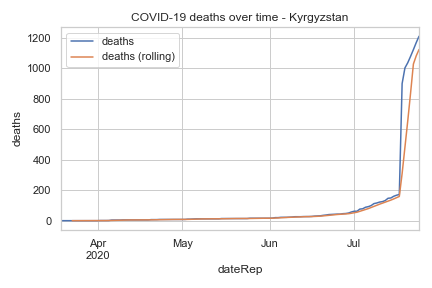 COVID-19 deaths over time - Kyrgyzstan
deaths
deaths (rolling)
1200
1000
800
600
400
200
0
deaths
Apr
2020
May
Jun
Jul
dateRep